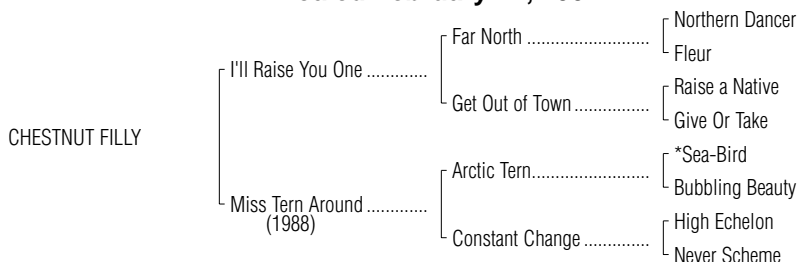 Northern Dancer
Far North ............................
Fleur
I'll Raise You One ..............
Raise a Native
Get Out of Town .................
Give Or Take
CHESTNUT FILLY
*Sea-Bird
Arctic Tern...........................
Bubbling Beauty
Miss Tern Around ..............
(1988)
High Echelon
Constant Change ...............
Never Scheme